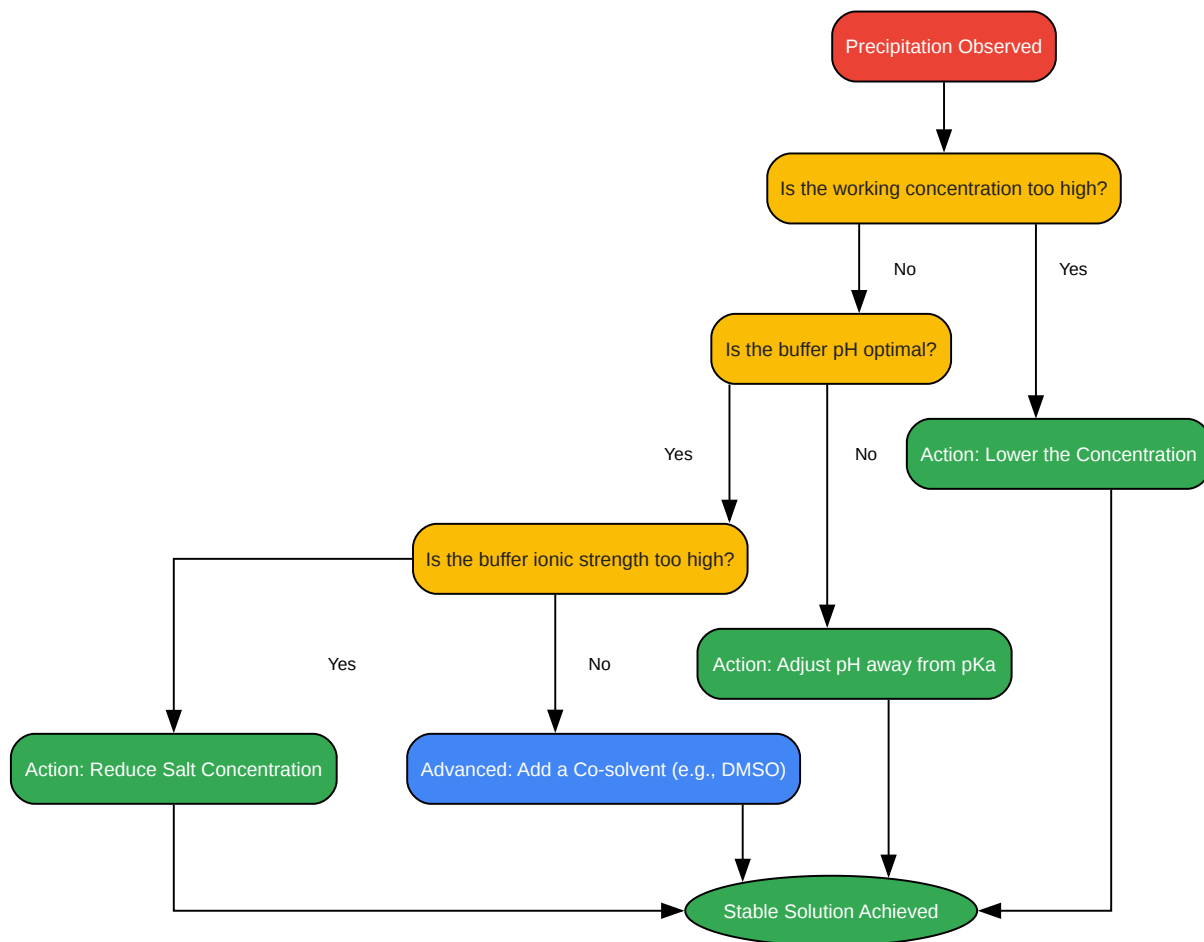 Precipitation Observed
Is the working concentration too high?
No
Yes
Is the buffer pH optimal?
Yes
No
Action: Lower the Concentration
Is the buffer ionic strength too high?
Yes
No
Action: Adjust pH away from pKa
Action: Reduce Salt Concentration
Advanced: Add a Co-solvent (e.g., DMSO)
Stable Solution Achieved